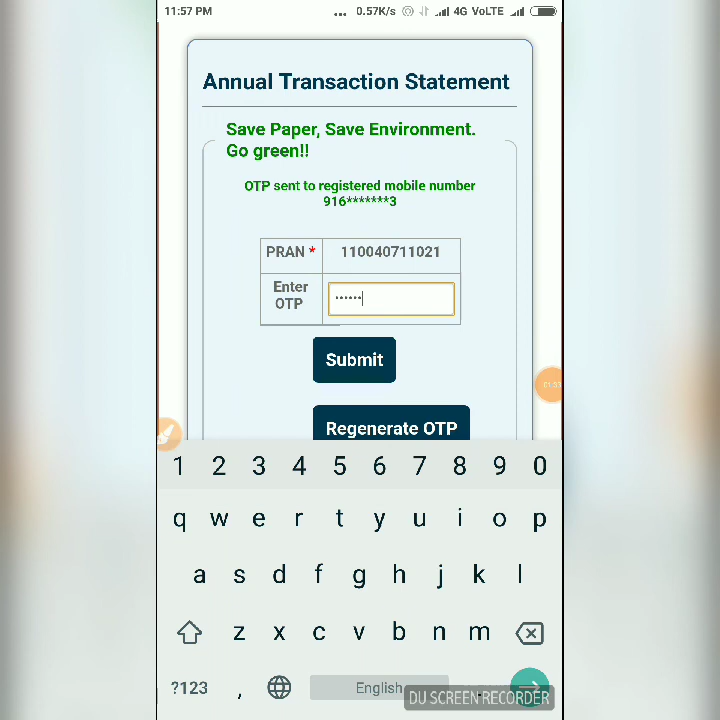 11:57 PM ... 0.57K/s 4G VoLTE
Annual Transaction Statement
Save Paper, Save Environment.
Go green!!
OTP sent to registered mobile number
916*******3
PRAN * 110040711021
Enter
OTP ••••••
Submit
01:23
Regenerate OTP
1 2 3 4 5 6 7 8 9 0
q w e r t y u i o p
a s d f g h j k l
z x c v b n m
?123 , English .
DU SCREEN RECORDER